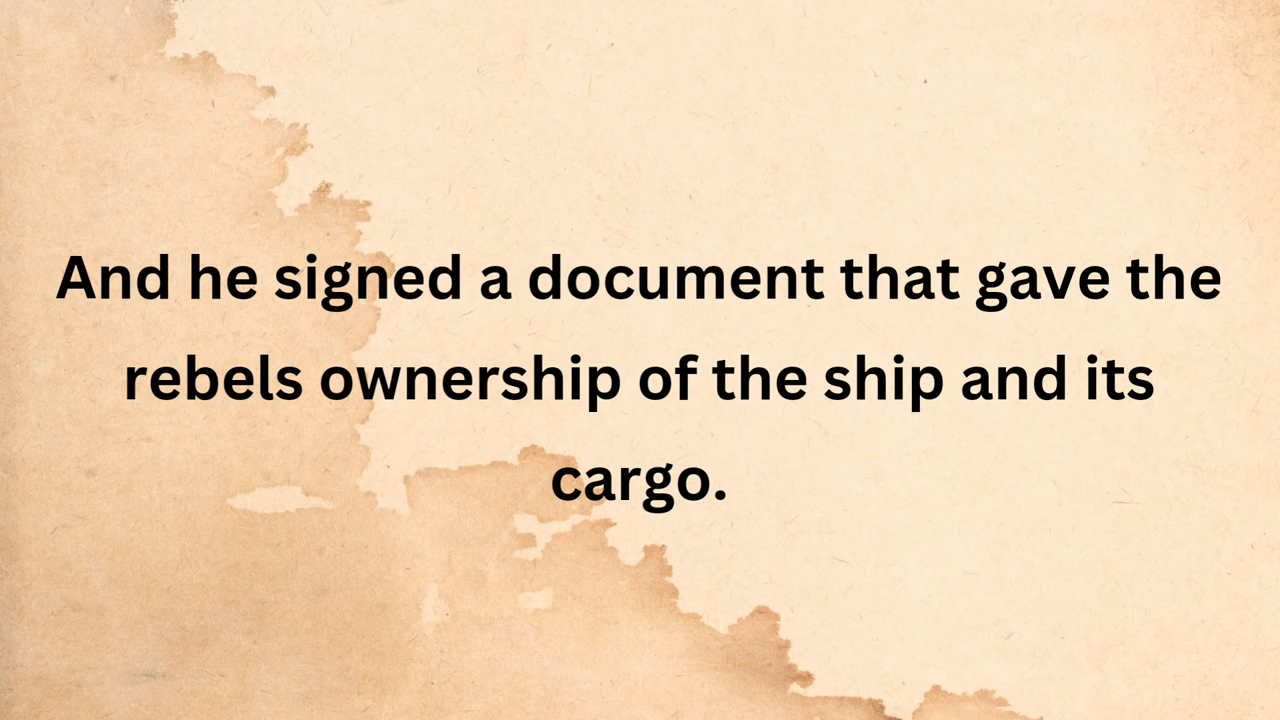 And he signed a document that gave the
rebels ownership of the ship and its
cargo.